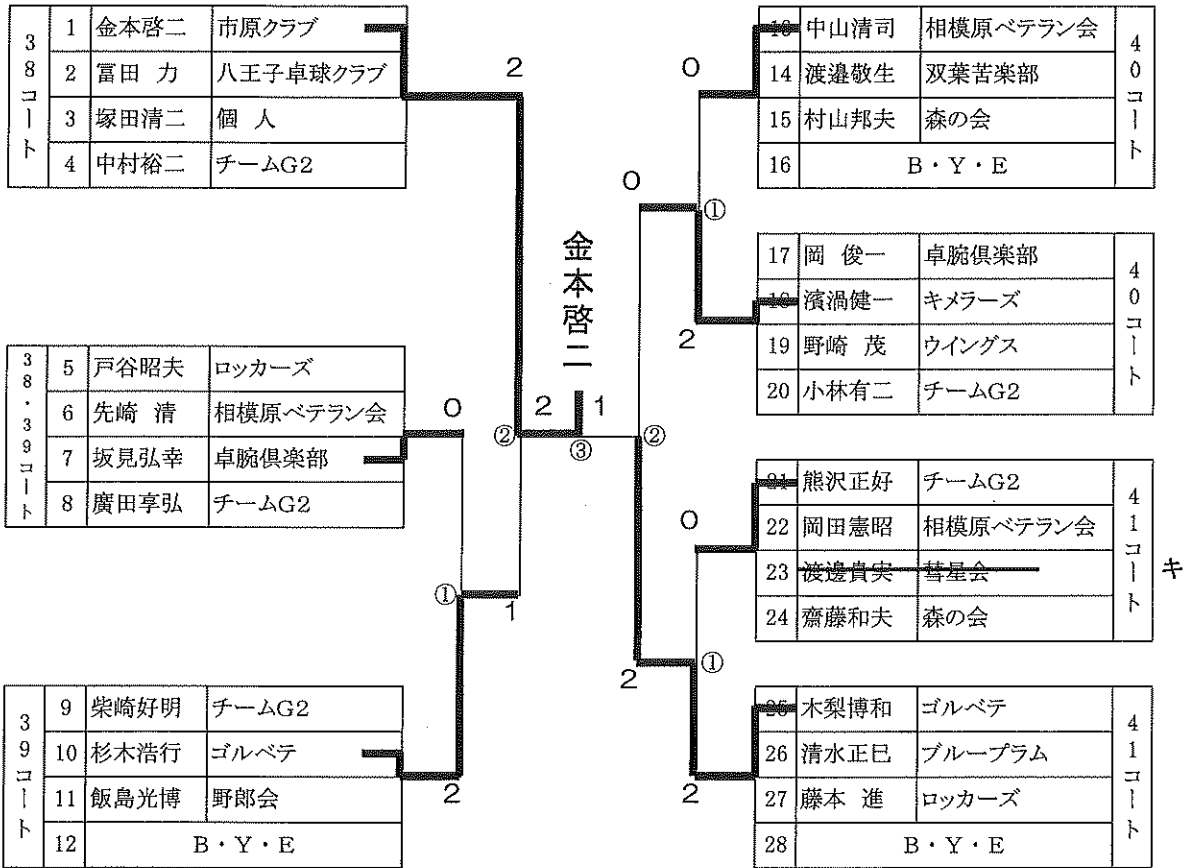 38コート
1 金本啓二 市原クラブ
2 冨田 力 八王子卓球クラブ
3 塚田清二 個 人
4 中村裕二 チームG2
38・39コート
5 戸谷昭夫 ロッカーズ
6 先崎 清 相模原ベテラン会
7 坂見弘幸 卓腕倶楽部
8 廣田享弘 チームG2
39コート
9 柴崎好明 チームG2
10 杉木浩行 ゴルベテ
11 飯島光博 野郎会
12 B・Y・E
2
0
2
①
1
②
2
金本啓二
1
③
②
0
0
①
2
2
0
①
2
13 中山清司 相模原ベテラン会
14 渡邉敬生 双葉苦楽部
15 村山邦夫 森の会
16 B・Y・E
40コート
17 岡 俊一 卓腕倶楽部
18 濱渦健一 キメラーズ
19 野崎 茂 ウイングス
20 小林有二 チームG2
40コート
21 熊沢正好 チームG2
22 岡田憲昭 相模原ベテラン会
23 渡邊貴実 彗星会
24 齋藤和夫 森の会
41コート
キ
25 木梨博和 ゴルベテ
26 清水正巳 ブループラム
27 藤本 進 ロッカーズ
28 B・Y・E
41コート